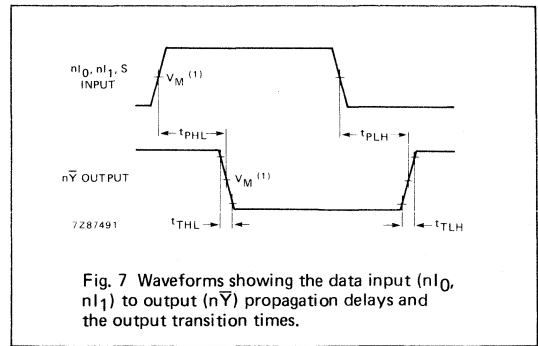 nI0, nI1, S
INPUT
VM (1)
tPHL
tPLH
nY̅ OUTPUT
VM (1)
7Z87491
tTHL
tTLH
Fig. 7 Waveforms showing the data input (nI0,
nI1) to output (nY̅) propagation delays and
the output transition times.